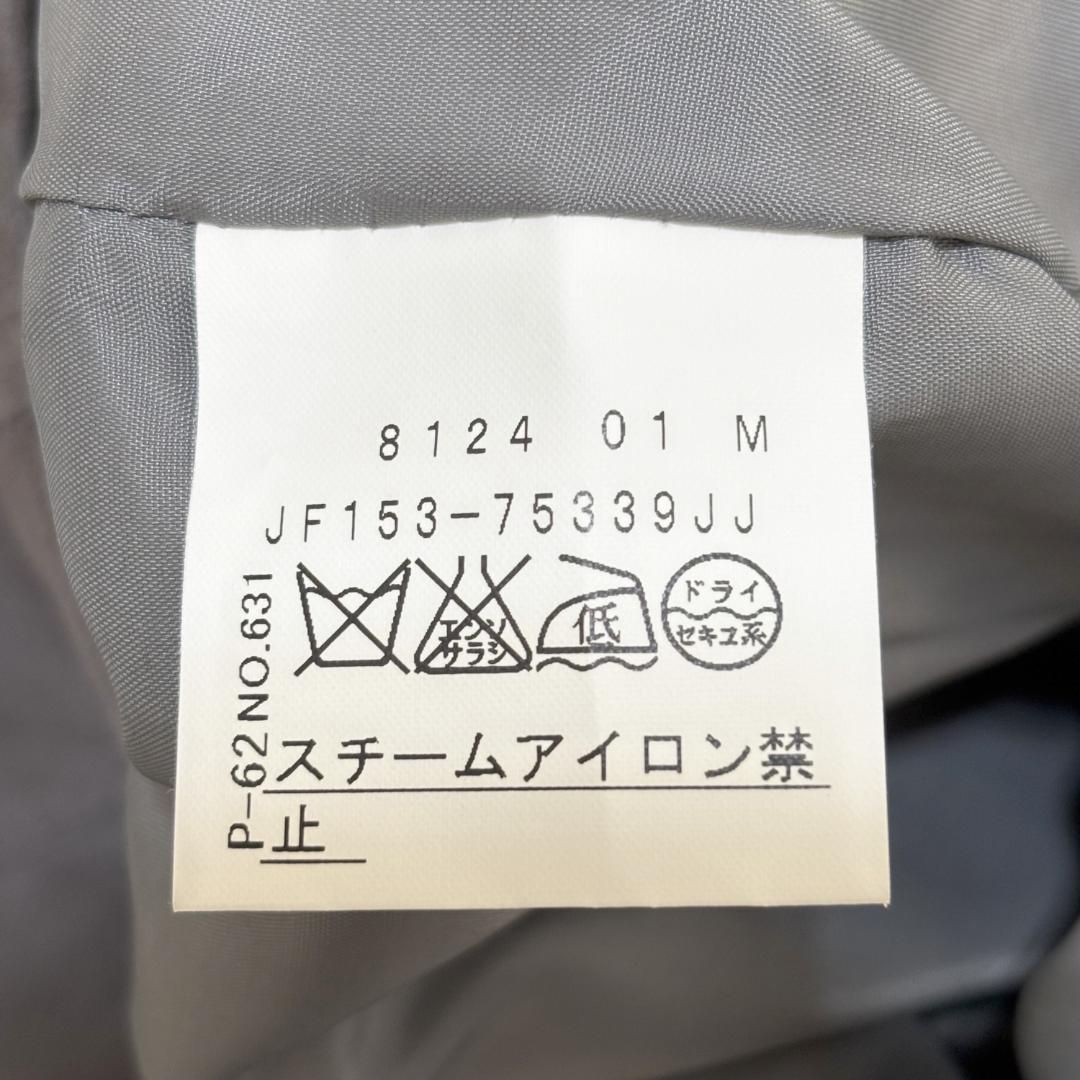 8124 01 M
JF153-75339JJ
エンソ
サラシ
低
ドライ
セキユ系
スチームアイロン禁
止
P-62NO.631